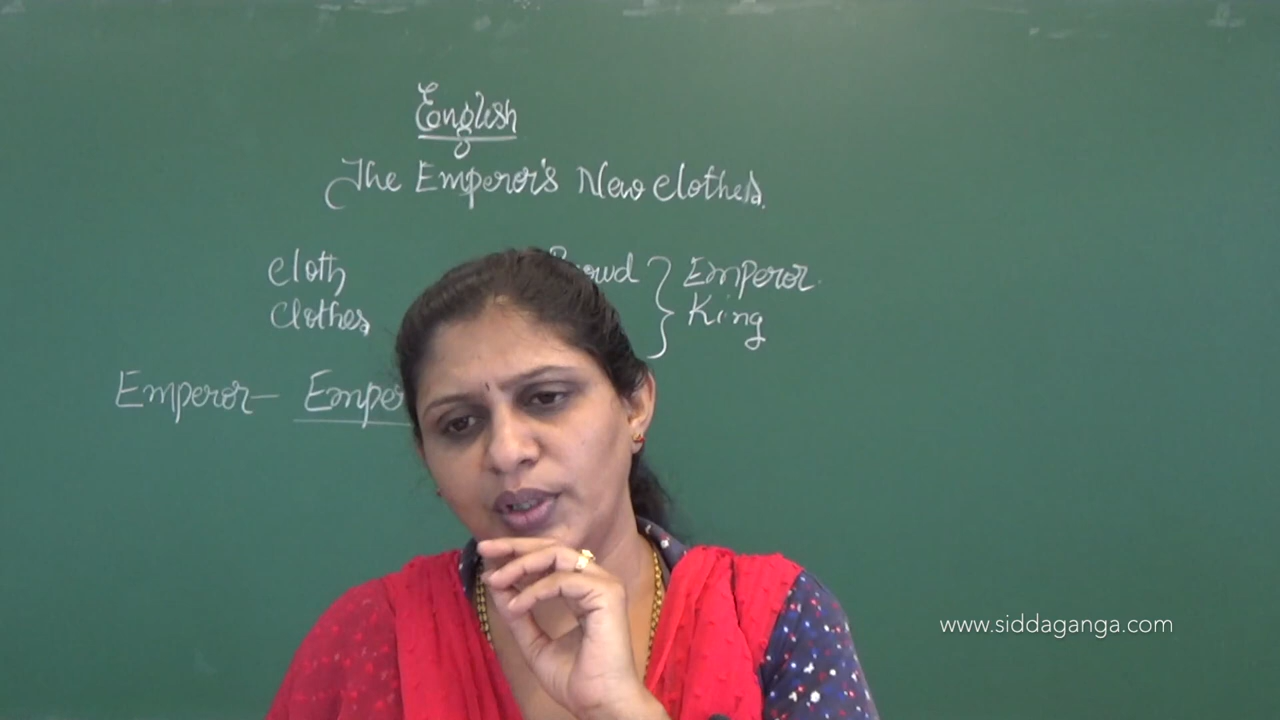 English
The Emperor's New Clothes.
Cloth
Clothes
} Emperor.
King
Emperor –
www.siddaganga.com